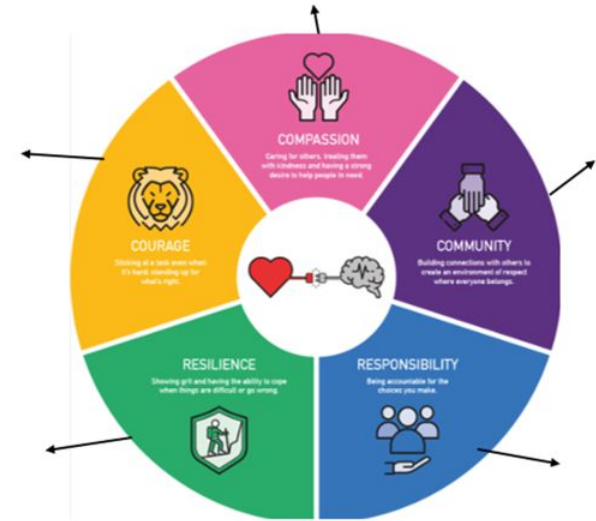 COMPASSION
Caring for others, treating them
with kindness and having a strong
desire to help people in need.
COURAGE
Sticking at a task even when
it's hard; standing up for
what's right.
COMMUNITY
Building connections with others to
create an environment of respect
where everyone belongs.
RESILIENCE
Showing grit and having the ability to cope
when things are difficult or go wrong.
RESPONSIBILITY
Being accountable for the
choices you make.